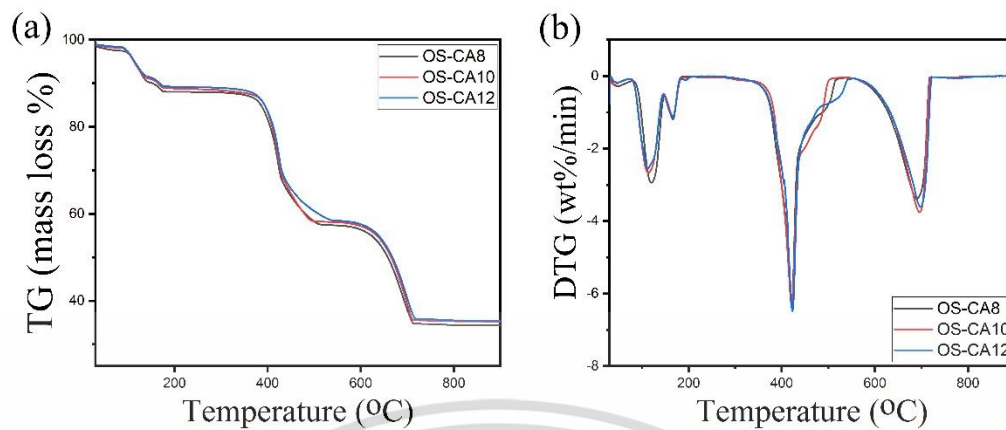 (a)
TG (mass loss %)
100
80
60
40
OS-CA8
OS-CA10
OS-CA12
200
400
600
800
Temperature (OC)
(b)
DTG (wt%/min)
0
-2
-4
-6
-8
OS-CA8
OS-CA10
OS-CA12
0
200
400
600
800
Temperature (OC)